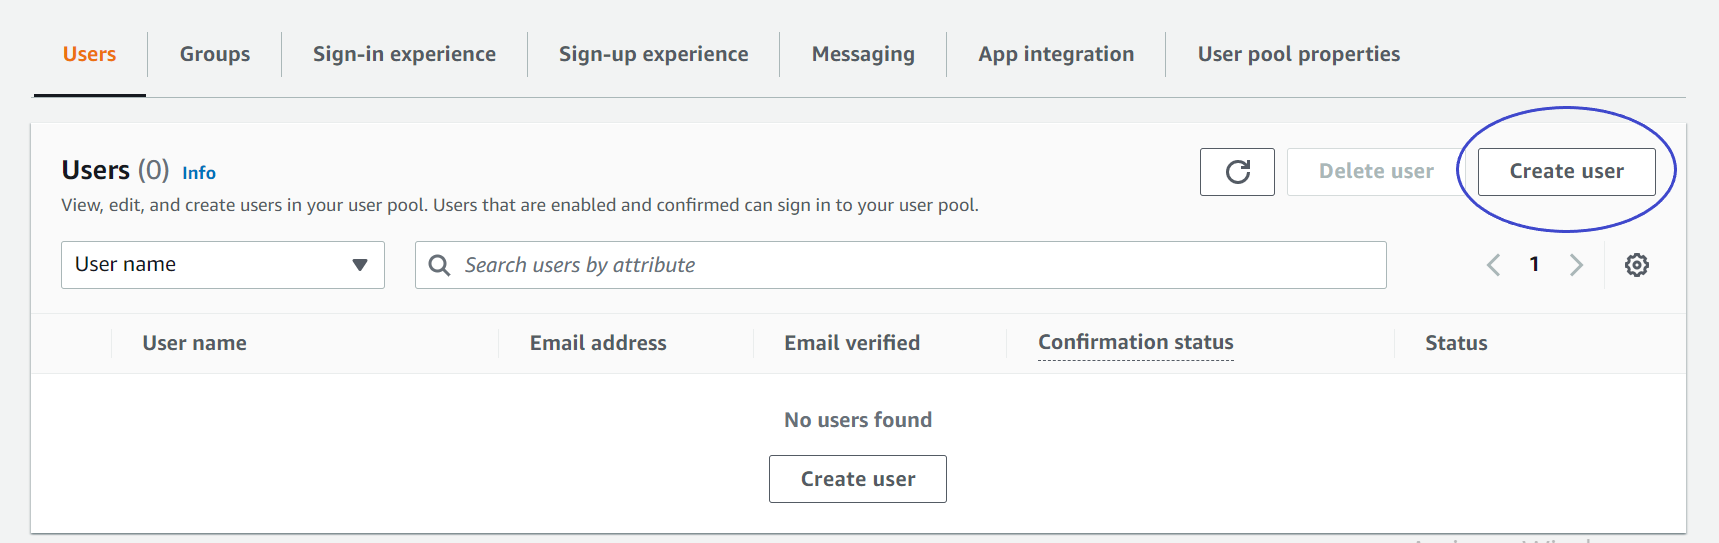 Users Groups Sign-in experience Sign-up experience Messaging App integration User pool properties
Users (0) Info
Delete user Create user
View, edit, and create users in your user pool. Users that are enabled and confirmed can sign in to your user pool.
User name Search users by attribute 1
User name Email address Email verified Confirmation status Status
No users found
Create user